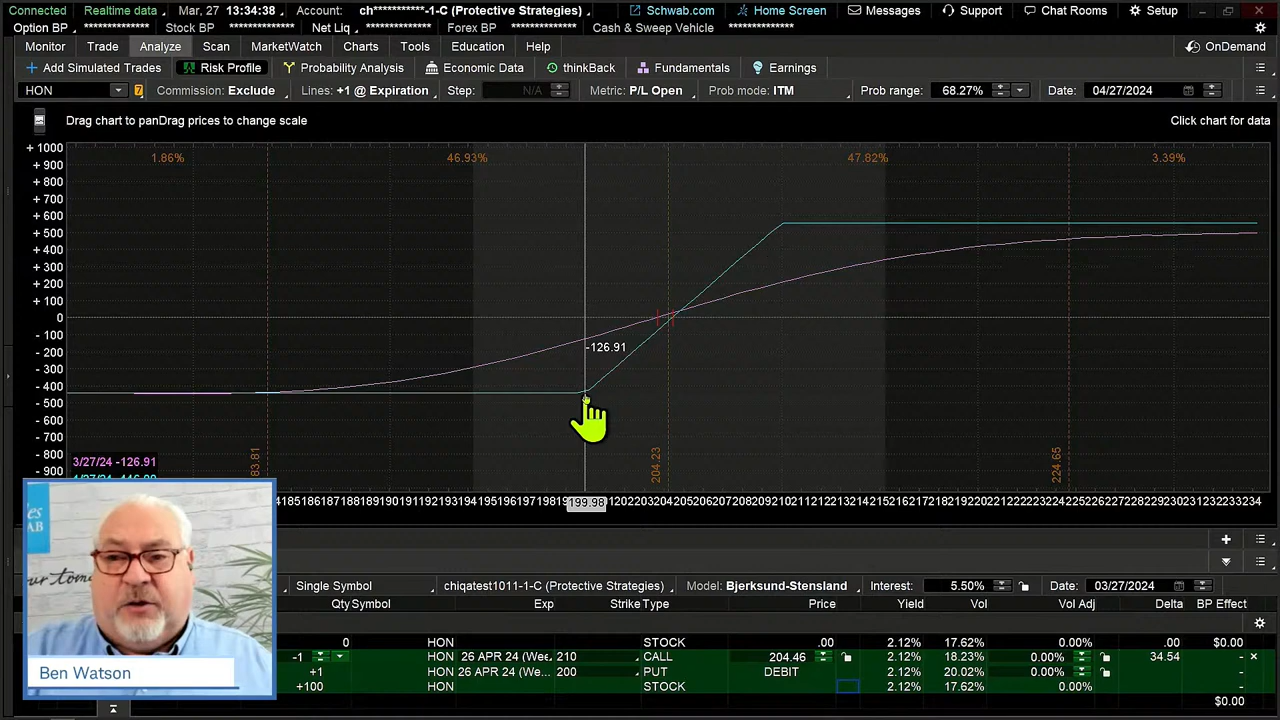 Connected Realtime data Mar, 27 13:34:38 Account: ch***********-1-C (Protective Strategies) Schwab.com Home Screen Messages Support Chat Rooms Setup
Option BP ************** Stock BP ************** Net Liq ************** Forex BP ************** Cash & Sweep Vehicle **************
Monitor Trade Analyze Scan MarketWatch Charts Tools Education Help OnDemand
Add Simulated Trades Risk Profile Probability Analysis Economic Data thinkBack Fundamentals Earnings
HON 7 Commission: Exclude Lines: +1 @ Expiration Step: N/A Metric: P/L Open Prob mode: ITM Prob range: 68.27% Date: 04/27/2024
Drag chart to panDrag prices to change scale Click chart for data
+ 1000
+ 900 1.86% 46.93% 47.82% 3.39%
+ 800
+ 700
+ 600
+ 500
+ 400
+ 300
+ 200
+ 100
0
- 100
- 200 -126.91
- 300
- 400
- 500
- 600
- 700
- 800
- 900
83.81 204.23 224.65
3/27/24 -126.91
184185186187188189190191192193194195196197198199.98 201202203204205206207208209210211212213214215216217218219220221222223224225226227228229230231232233234
Single Symbol chiqatest1011-1-C (Protective Strategies) Model: Bjerksund-Stensland Interest: 5.50% Date: 03/27/2024
Qty Symbol Exp Strike Type Price Yield Vol Vol Adj Delta BP Effect
0 HON STOCK .00 2.12% 17.62% 0.00% .00 $0.00
-1 HON 26 APR 24 (Wee. 210 CALL 204.46 2.12% 18.23% 0.00% 34.54 -
+1 HON 26 APR 24 (We... 200 PUT DEBIT 2.12% 20.02% 0.00% -
+100 HON STOCK 2.12% 17.62% 0.00% -
$0.00
Ben Watson